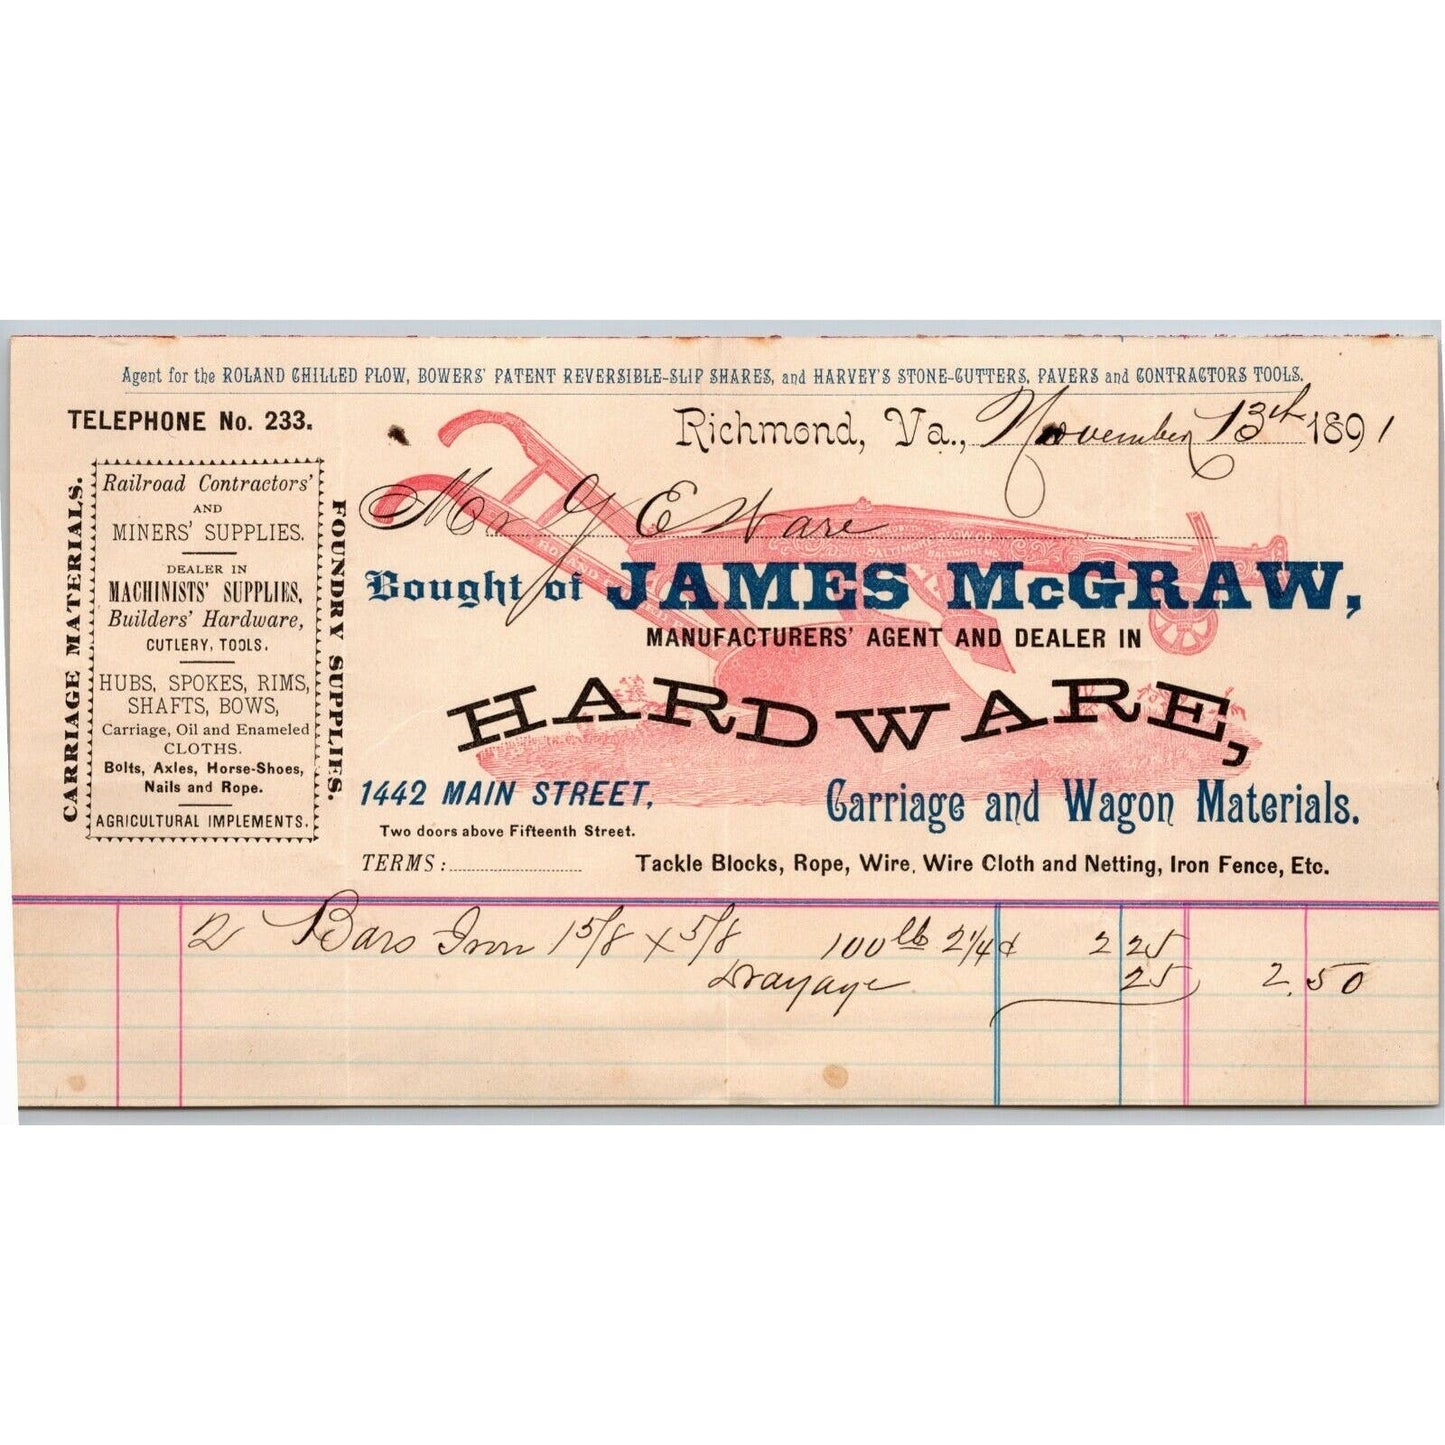 Agent for the ROLAND CHILLED PLOW, BOWERS' PATENT REVERSIBLE-SLIP SHARES, and HARVEY'S STONE-CUTTERS, PAVERS and CONTRACTORS TOOLS.
TELEPHONE No. 233.
Richmond, Va., November 13th 1891
CARRIAGE MATERIALS.
Railroad Contractors'
AND
MINERS' SUPPLIES.
DEALER IN
MACHINISTS' SUPPLIES,
Builders' Hardware,
CUTLERY, TOOLS.
HUBS, SPOKES, RIMS,
SHAFTS, BOWS,
Carriage, Oil and Enameled
CLOTHS.
Bolts, Axles, Horse-Shoes,
Nails and Rope.
AGRICULTURAL IMPLEMENTS.
FOUNDRY SUPPLIES.
Mr J E Ware
Bought of JAMES McGRAW,
MANUFACTURERS' AGENT AND DEALER IN
HARDWARE,
1442 MAIN STREET,
Carriage and Wagon Materials.
Two doors above Fifteenth Street.
TERMS:
Tackle Blocks, Rope, Wire, Wire Cloth and Netting, Iron Fence, Etc.
2 Bars Iron 1 5/8 x 5/8 100 lb 2 1/4 ¢ 2 25
Drayage 25 2.50